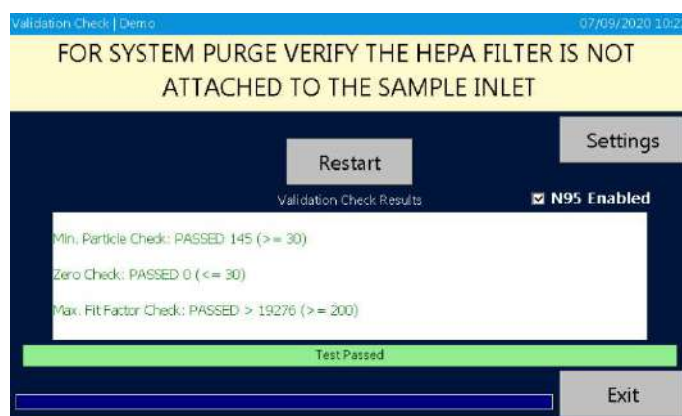 Validation Check | Demo 07/09/2020 10:2
FOR SYSTEM PURGE VERIFY THE HEPA FILTER IS NOT
ATTACHED TO THE SAMPLE INLET
Settings
Restart
Validation Check Results
N95 Enabled
Min. Particle Check: PASSED 145 (>= 30)
Zero Check: PASSED 0 (<= 30)
Max. Fit Factor Check: PASSED > 19276 (>= 200)
Test Passed
Exit